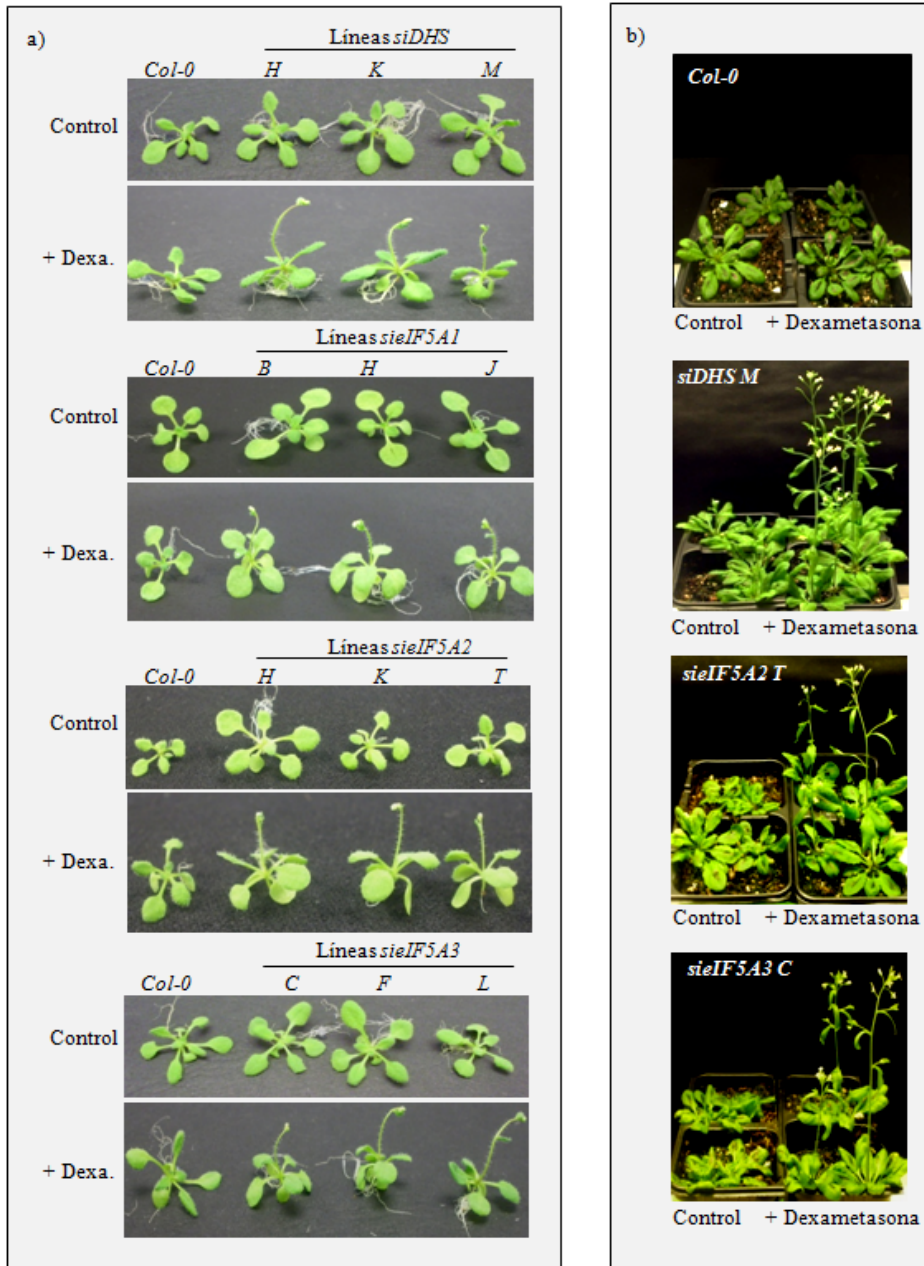 a)
Líneas siDHS
Col-0 H K M
Control
+ Dexa.
Líneas sieIF5A1
Col-0 B H J
Control
+ Dexa.
Líneas sieIF5A2
Col-0 H K T
Control
+ Dexa.
Líneas sieIF5A3
Col-0 C F L
Control
+ Dexa.
b)
Col-0
Control + Dexametasona
siDHS M
Control + Dexametasona
sieIF5A2 T
Control + Dexametasona
sieIF5A3 C
Control + Dexametasona